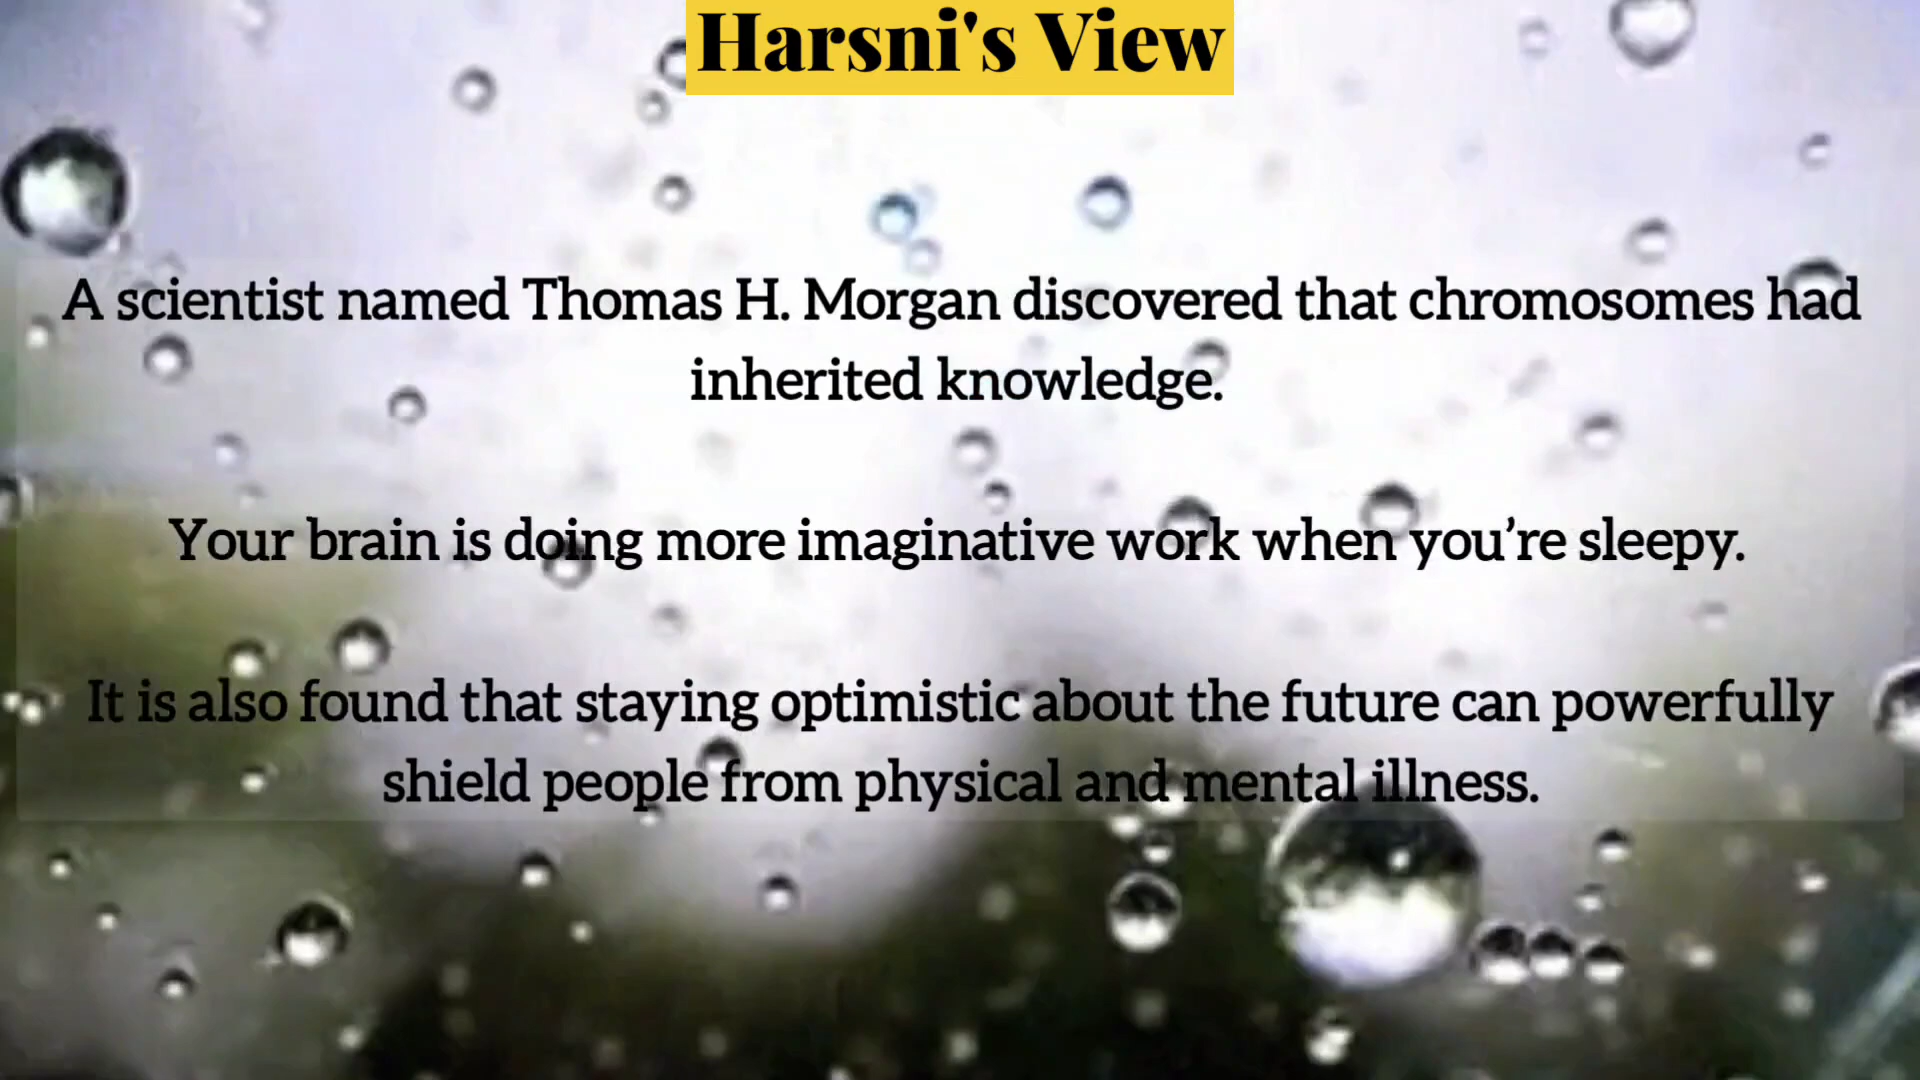 Harsni's View
A scientist named Thomas H. Morgan discovered that chromosomes had
inherited knowledge.
Your brain is doing more imaginative work when you’re sleepy.
It is also found that staying optimistic about the future can powerfully
shield people from physical and mental illness.